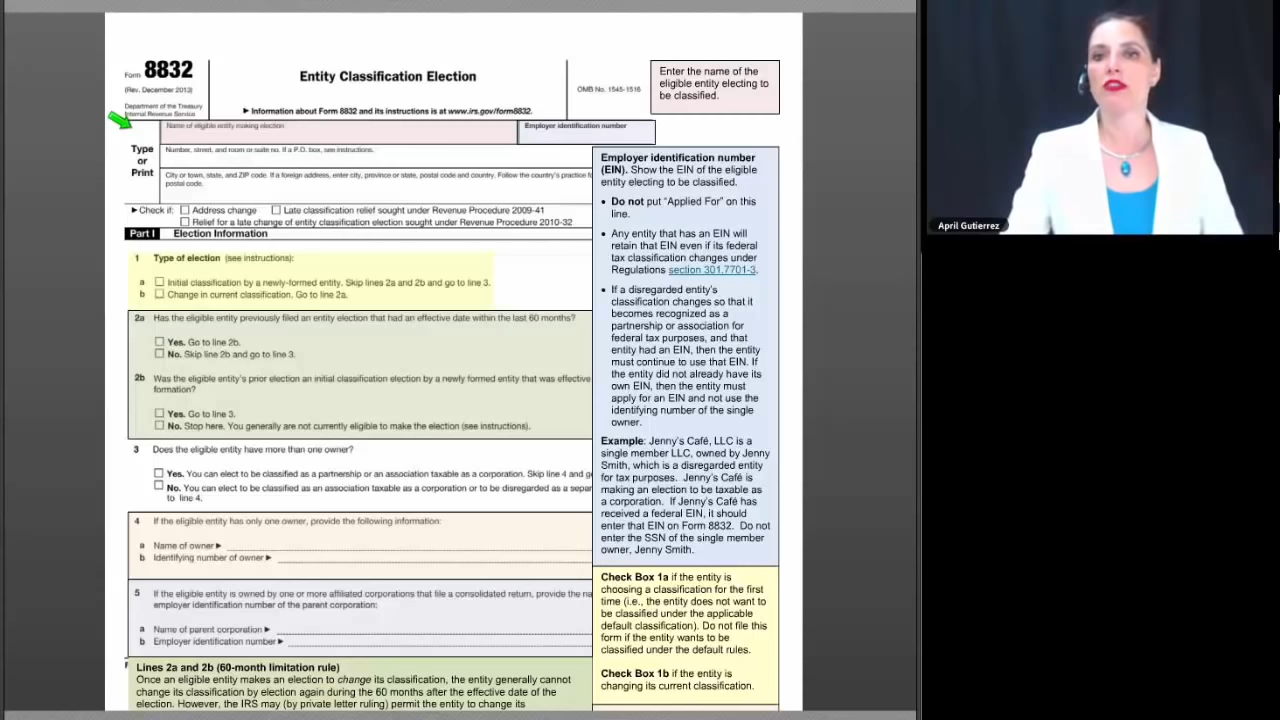 Form 8832
(Rev. December 2013)
Department of the Treasury
Internal Revenue Service
Entity Classification Election
▶ Information about Form 8832 and its instructions is at www.irs.gov/form8832.
OMB No. 1545-1516
Enter the name of the
eligible entity electing to
be classified.
Type
or
Print
Name of eligible entity making election
Employer identification number
Number, street, and room or suite no. If a P.O. box, see instructions.
City or town, state, and ZIP code. If a foreign address, enter city, province or state, postal code and country. Follow the country's practice
postal code.
▶ Check if: Address change Late classification relief sought under Revenue Procedure 2009-41
Relief for a late change of entity classification election sought under Revenue Procedure 2010-32
Part I Election Information
1 Type of election (see instructions):
a Initial classification by a newly-formed entity. Skip lines 2a and 2b and go to line 3.
b Change in current classification. Go to line 2a.
2a Has the eligible entity previously filed an entity election that had an effective date within the last 60 months?
Yes. Go to line 2b.
No. Skip line 2b and go to line 3.
2b Was the eligible entity's prior election an initial classification election by a newly formed entity that was effective
formation?
Yes. Go to line 3.
No. Stop here. You generally are not currently eligible to make the election (see instructions).
3 Does the eligible entity have more than one owner?
Yes. You can elect to be classified as a partnership or an association taxable as a corporation. Skip line 4 and
No. You can elect to be classified as an association taxable as a corporation or to be disregarded as a
to line 4.
4 If the eligible entity has only one owner, provide the following information:
a Name of owner ▶
b Identifying number of owner ▶
5 If the eligible entity is owned by one or more affiliated corporations that file a consolidated return, provide the
employer identification number of the parent corporation:
a Name of parent corporation ▶
b Employer identification number ▶
Lines 2a and 2b (60-month limitation rule)
Once an eligible entity makes an election to change its classification, the entity generally cannot
change its classification by election again during the 60 months after the effective date of the
election. However, the IRS may (by private letter ruling) permit the entity to change its
Employer identification number
(EIN). Show the EIN of the eligible
entity electing to be classified.
• Do not put "Applied For" on this
line.
• Any entity that has an EIN will
retain that EIN even if its federal
tax classification changes under
Regulations section 301.7701-3.
• If a disregarded entity's
classification changes so that it
becomes recognized as a
partnership or association for
federal tax purposes, and that
entity had an EIN, then the entity
must continue to use that EIN. If
the entity did not already have its
own EIN, then the entity must
apply for an EIN and not use the
identifying number of the single
owner.
Example: Jenny's Café, LLC is a
single member LLC, owned by Jenny
Smith, which is a disregarded entity
for tax purposes. Jenny's Café is
making an election to be taxable as
a corporation. If Jenny's Café has
received a federal EIN, it should
enter that EIN on Form 8832. Do not
enter the SSN of the single member
owner, Jenny Smith.
Check Box 1a if the entity is
choosing a classification for the first
time (i.e., the entity does not want to
be classified under the applicable
default classification). Do not file this
form if the entity wants to be
classified under the default rules.
Check Box 1b if the entity is
changing its current classification.
April Gutierrez